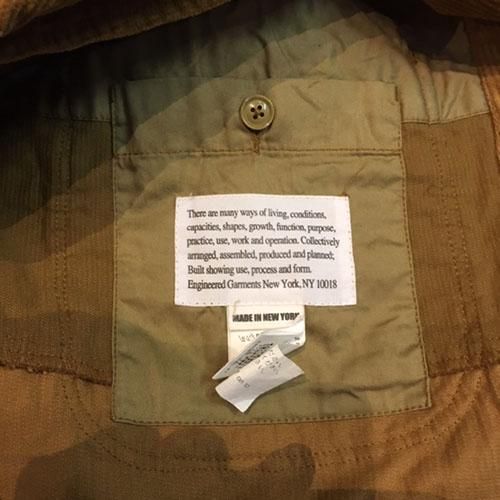 There are many ways of living, conditions,
capacities, shapes, growth, function, purpose,
practice, use, work and operation. Collectively
arranged, assembled, produced and planned;
Built showing use, process and form.
Engineered Garments New York, NY 10018
MADE IN NEW YORK